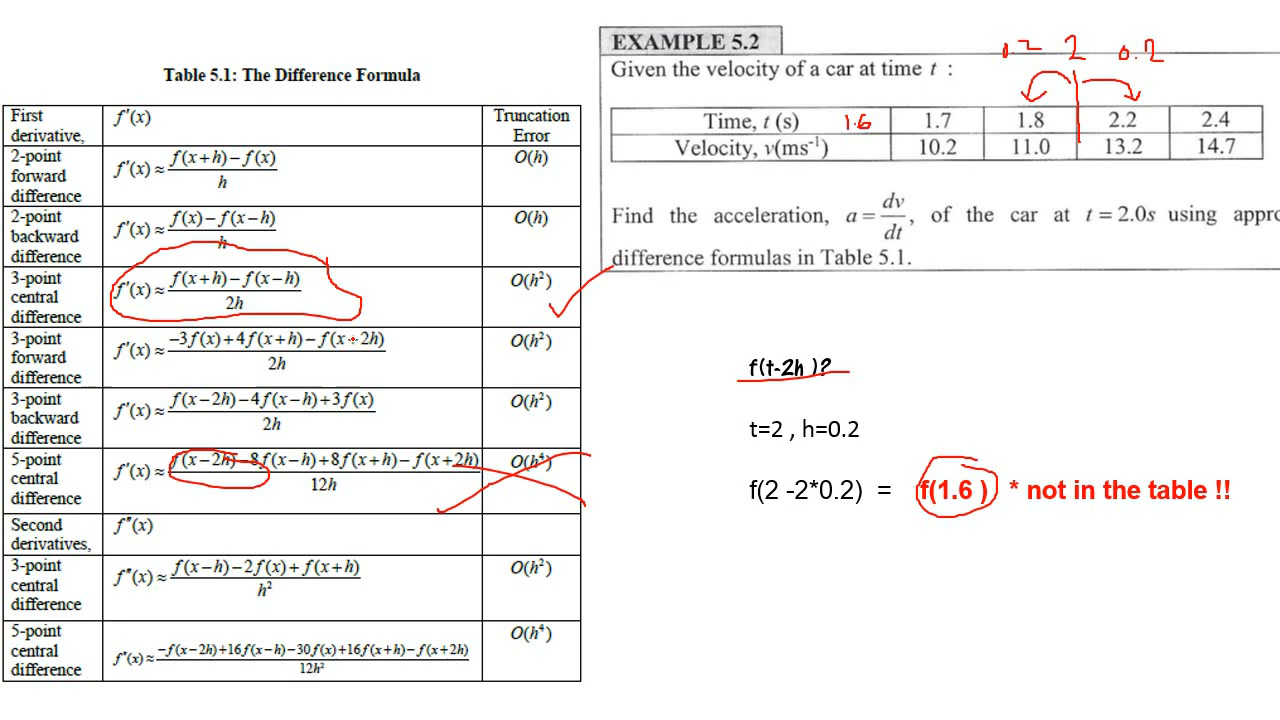 Table 5.1: The Difference Formula
First derivative, f'(x) Truncation Error
2-point forward difference f'(x) ≈ (f(x+h)−f(x))/h O(h)
2-point backward difference f'(x) ≈ (f(x)−f(x−h))/h O(h)
3-point central difference f'(x) ≈ (f(x+h)−f(x−h))/2h O(h²)
3-point forward difference f'(x) ≈ (−3f(x)+4f(x+h)−f(x+2h))/2h O(h²)
3-point backward difference f'(x) ≈ (f(x−2h)−4f(x−h)+3f(x))/2h O(h²)
5-point central difference f'(x) ≈ (f(x−2h)−8f(x−h)+8f(x+h)−f(x+2h))/12h O(h⁴)
Second derivatives, f"(x)
3-point central difference f"(x) ≈ (f(x−h)−2f(x)+f(x+h))/h² O(h²)
5-point central difference f"(x) ≈ (−f(x−2h)+16f(x−h)−30f(x)+16f(x+h)−f(x+2h))/12h² O(h⁴)
EXAMPLE 5.2
0.2 2 0.2
Given the velocity of a car at time t :
Time, t (s) 1.6 1.7 1.8 2.2 2.4
Velocity, v(ms⁻¹) 10.2 11.0 13.2 14.7
Find the acceleration, a = dv/dt, of the car at t = 2.0s using appro
difference formulas in Table 5.1.
f(t-2h )?
t=2 , h=0.2
f(2 -2*0.2) = f(1.6 ) * not in the table !!